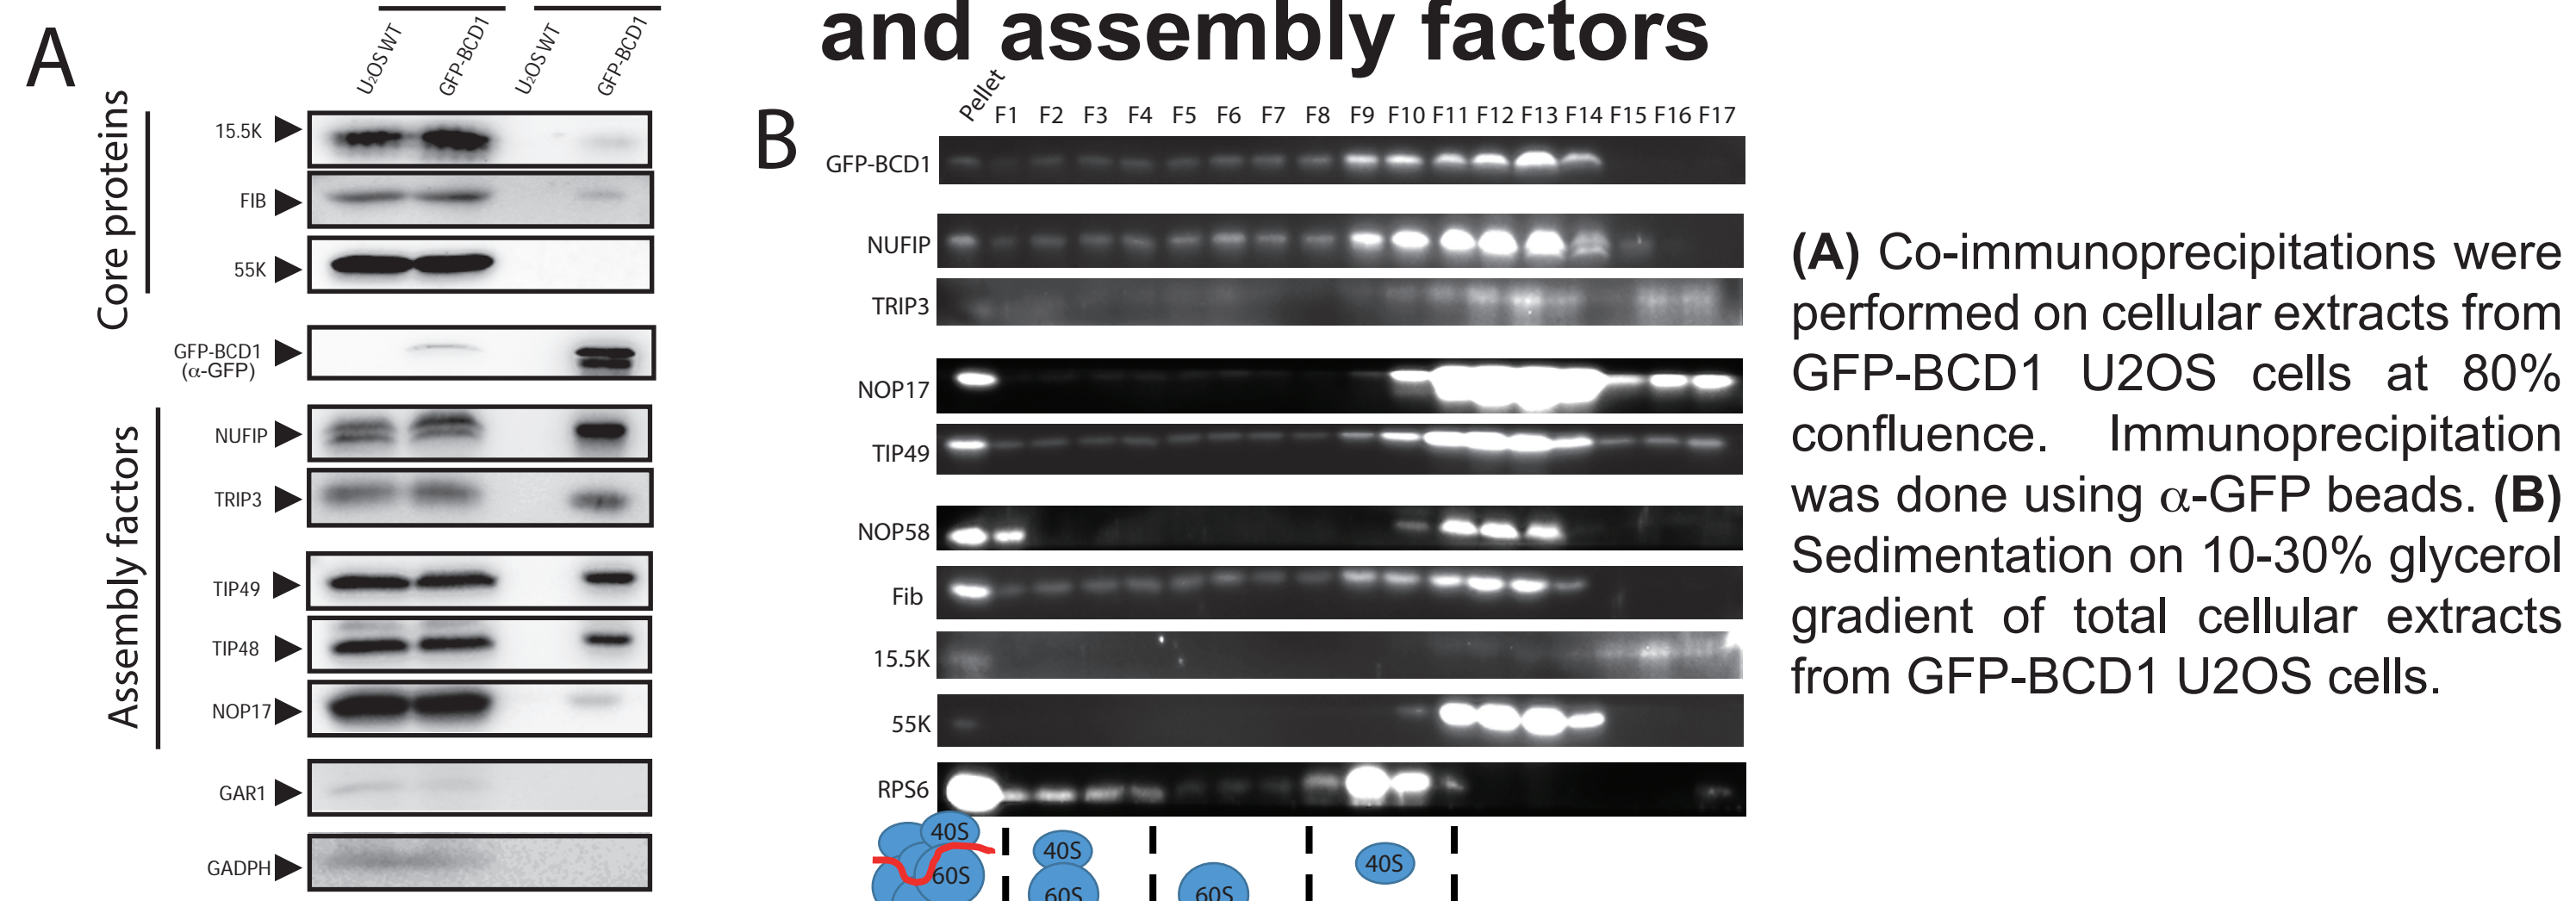 and assembly factors
A
U2OS WT
GFP-BCD1
U2OS WT
GFP-BCD1
Core proteins
15.5K
FIB
55K
GFP-BCD1
(α-GFP)
Assembly factors
NUFIP
TRIP3
TIP49
TIP48
NOP17
GAR1
GADPH
B
Pellet F1 F2 F3 F4 F5 F6 F7 F8 F9 F10 F11 F12 F13 F14 F15 F16 F17
GFP-BCD1
NUFIP
TRIP3
NOP17
TIP49
NOP58
Fib
15.5K
55K
RPS6
40S
60S
40S
60S
60S
40S
(A) Co-immunoprecipitations were
performed on cellular extracts from
GFP-BCD1 U2OS cells at 80%
confluence. Immunoprecipitation
was done using α-GFP beads. (B)
Sedimentation on 10-30% glycerol
gradient of total cellular extracts
from GFP-BCD1 U2OS cells.